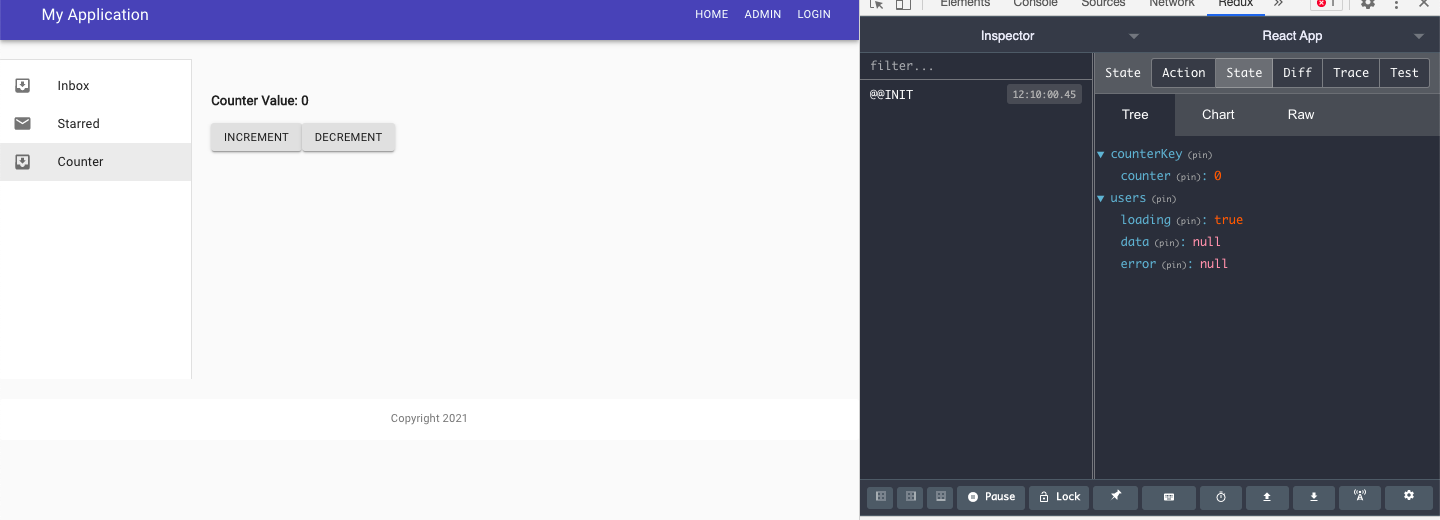 My Application
HOME ADMIN LOGIN
Inbox
Starred
Counter
Counter Value: 0
INCREMENT DECREMENT
Copyright 2021
Elements Console Sources Network Redux » 1
Inspector React App
filter...
@@INIT 12:10:00.45
State Action State Diff Trace Test
Tree Chart Raw
counterKey (pin)
counter (pin): 0
users (pin)
loading (pin): true
data (pin): null
error (pin): null
Pause Lock